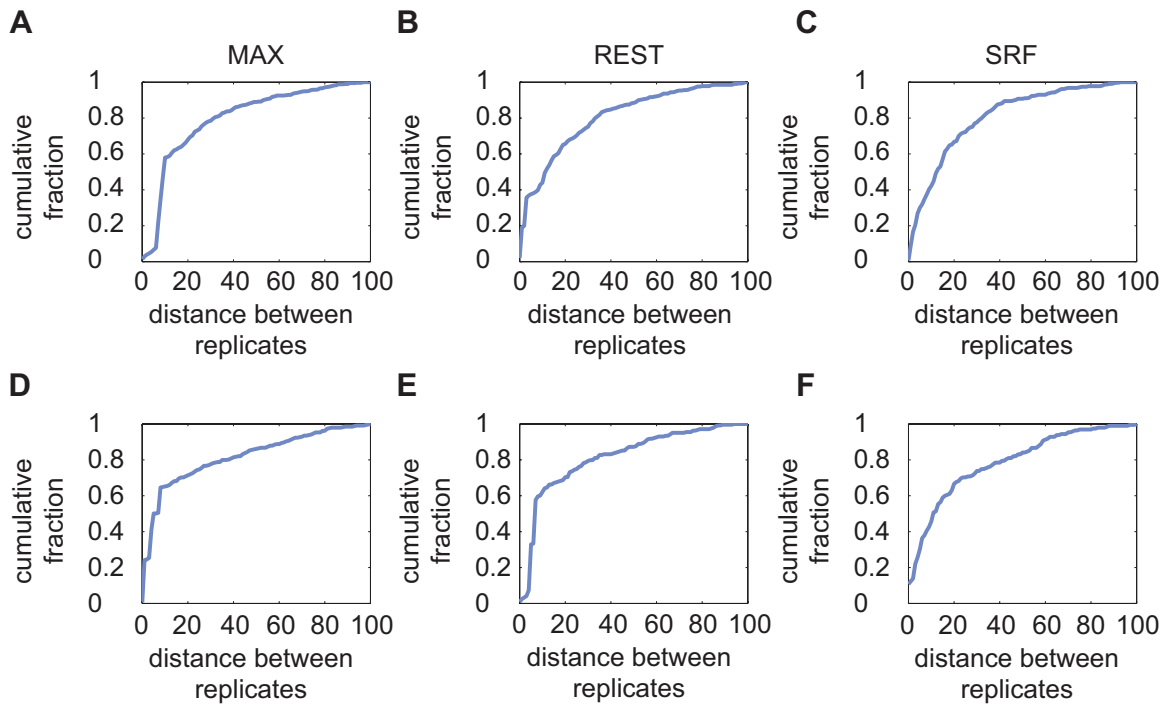 A
MAX
1
0.8
0.6
0.4
0.2
0
cumulative
fraction
0 20 40 60 80 100
distance between
replicates
B
REST
1
0.8
0.6
0.4
0.2
0
cumulative
fraction
0 20 40 60 80 100
distance between
replicates
C
SRF
1
0.8
0.6
0.4
0.2
0
cumulative
fraction
0 20 40 60 80 100
distance between
replicates
D
1
0.8
0.6
0.4
0.2
0
cumulative
fraction
0 20 40 60 80 100
distance between
replicates
E
1
0.8
0.6
0.4
0.2
0
cumulative
fraction
0 20 40 60 80 100
distance between
replicates
F
1
0.8
0.6
0.4
0.2
0
cumulative
fraction
0 20 40 60 80 100
distance between
replicates